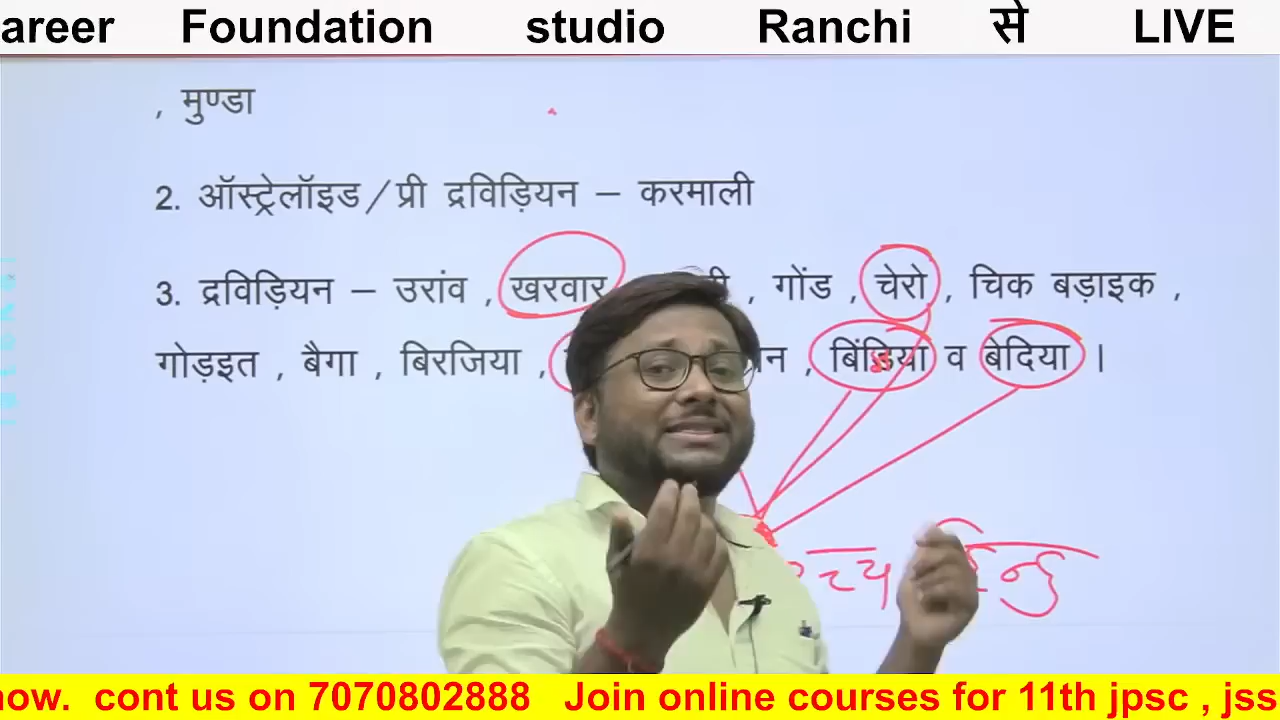 areer Foundation studio Ranchi से LIVE
, मुण्डा
2. ऑस्ट्रेलॉइड / प्री द्रविड़ियन – करमाली
3. द्रविड़ियन – उरांव , खरवार , गोंड , चेरो , चिक बड़ाइक ,
गोड़इत , बैगा , बिरजिया , , बिंझिया व बेदिया ।
now. cont us on 7070802888 Join online courses for 11th jpsc , jss